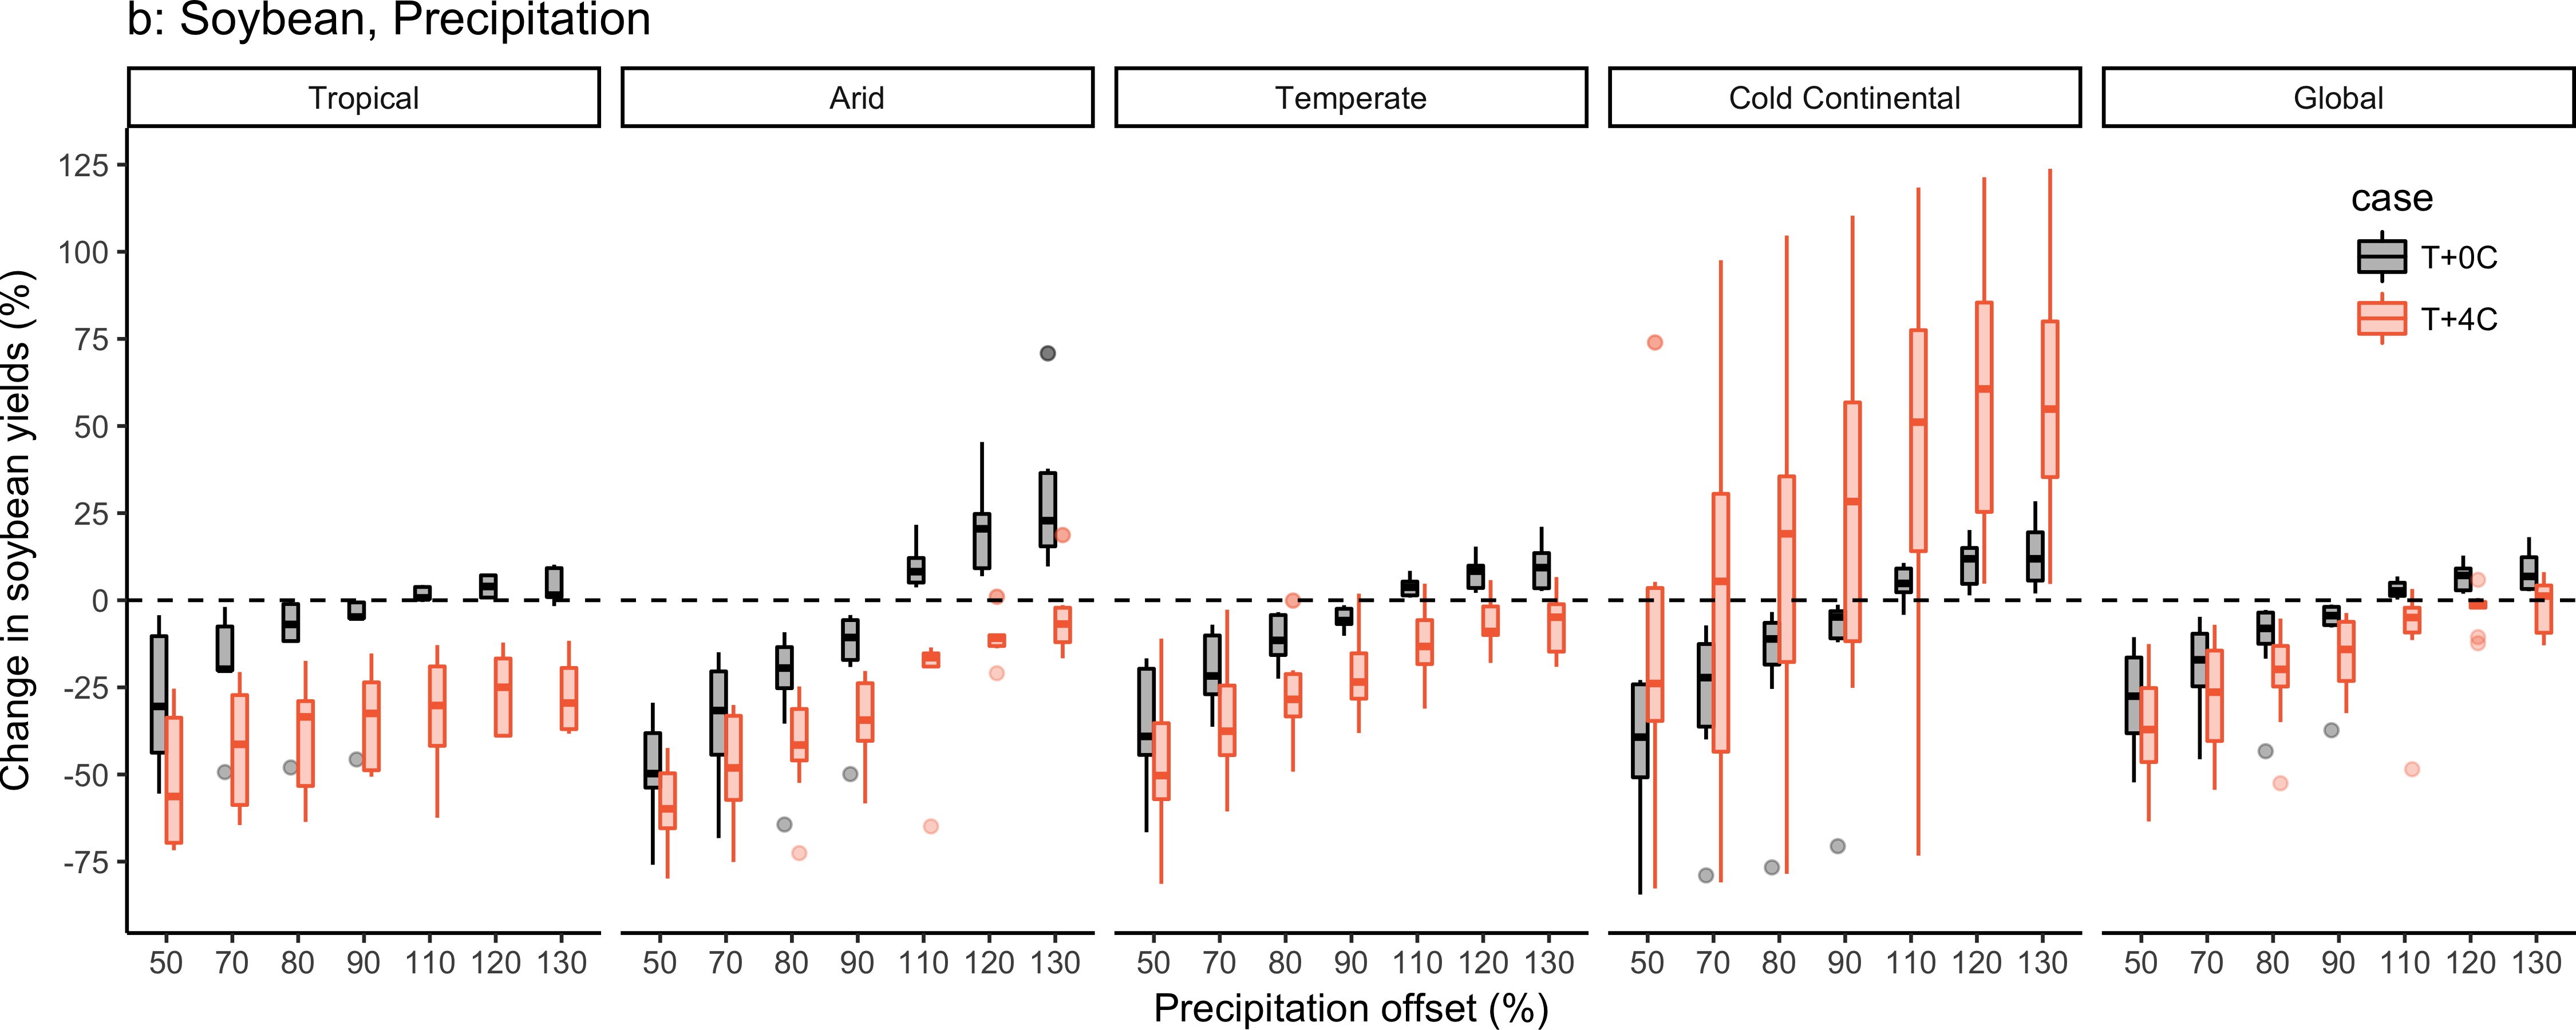 b: Soybean, Precipitation
Tropical
Arid
Temperate
Cold Continental
Global
Change in soybean yields (%)
125
100
75
50
25
0
-25
-50
-75
case
T+0C
T+4C
50 70 80 90 110 120 130
50 70 80 90 110 120 130
50 70 80 90 110 120 130
50 70 80 90 110 120 130
50 70 80 90 110 120 130
Precipitation offset (%)